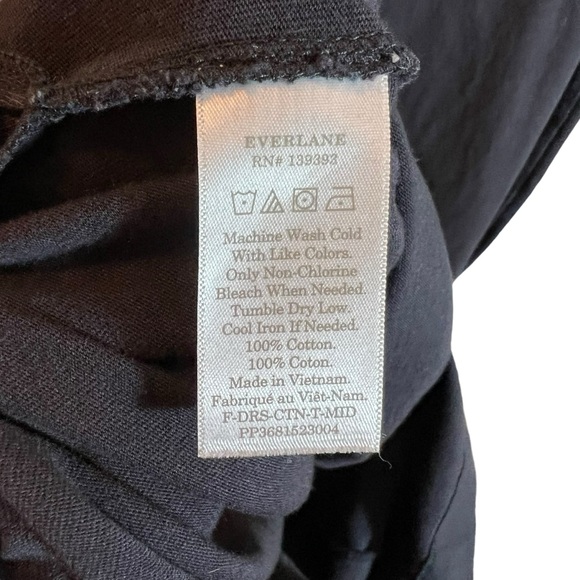 EVERLANE
RN# 139393
Machine Wash Cold
With Like Colors.
Only Non-Chlorine
Bleach When Needed.
Tumble Dry Low.
Cool Iron If Needed.
100% Cotton.
100% Coton.
Made in Vietnam.
Fabriqué au Viêt-Nam.
F-DRS-CTN-T-MID
PP3681523004